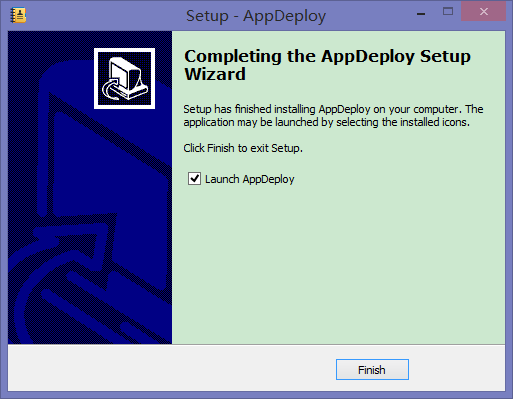 Setup - AppDeploy
Completing the AppDeploy Setup
Wizard
Setup has finished installing AppDeploy on your computer. The
application may be launched by selecting the installed icons.
Click Finish to exit Setup.
Launch AppDeploy
Finish